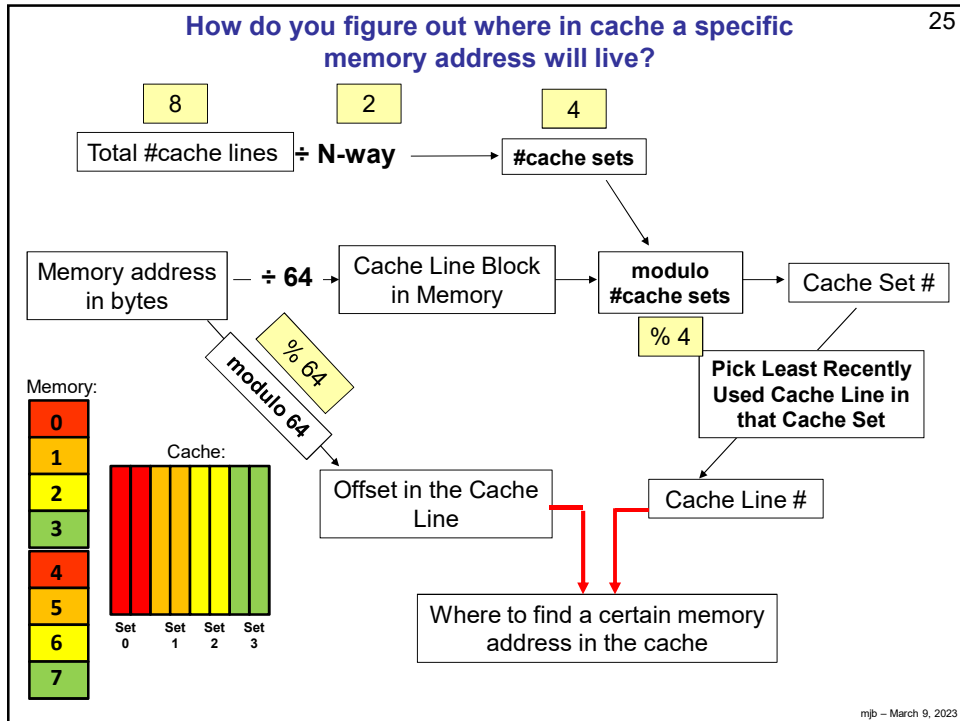 How do you figure out where in cache a specific
memory address will live?
25
8
2
4
Total #cache lines
÷ N-way
#cache sets
Memory address
in bytes
÷ 64
Cache Line Block
in Memory
modulo
#cache sets
Cache Set #
% 4
% 64
modulo 64
Pick Least Recently
Used Cache Line in
that Cache Set
Memory:
0
1
2
3
4
5
6
7
Cache:
Set
0
Set
1
Set
2
Set
3
Offset in the Cache
Line
Cache Line #
Where to find a certain memory
address in the cache
mjb – March 9, 2023